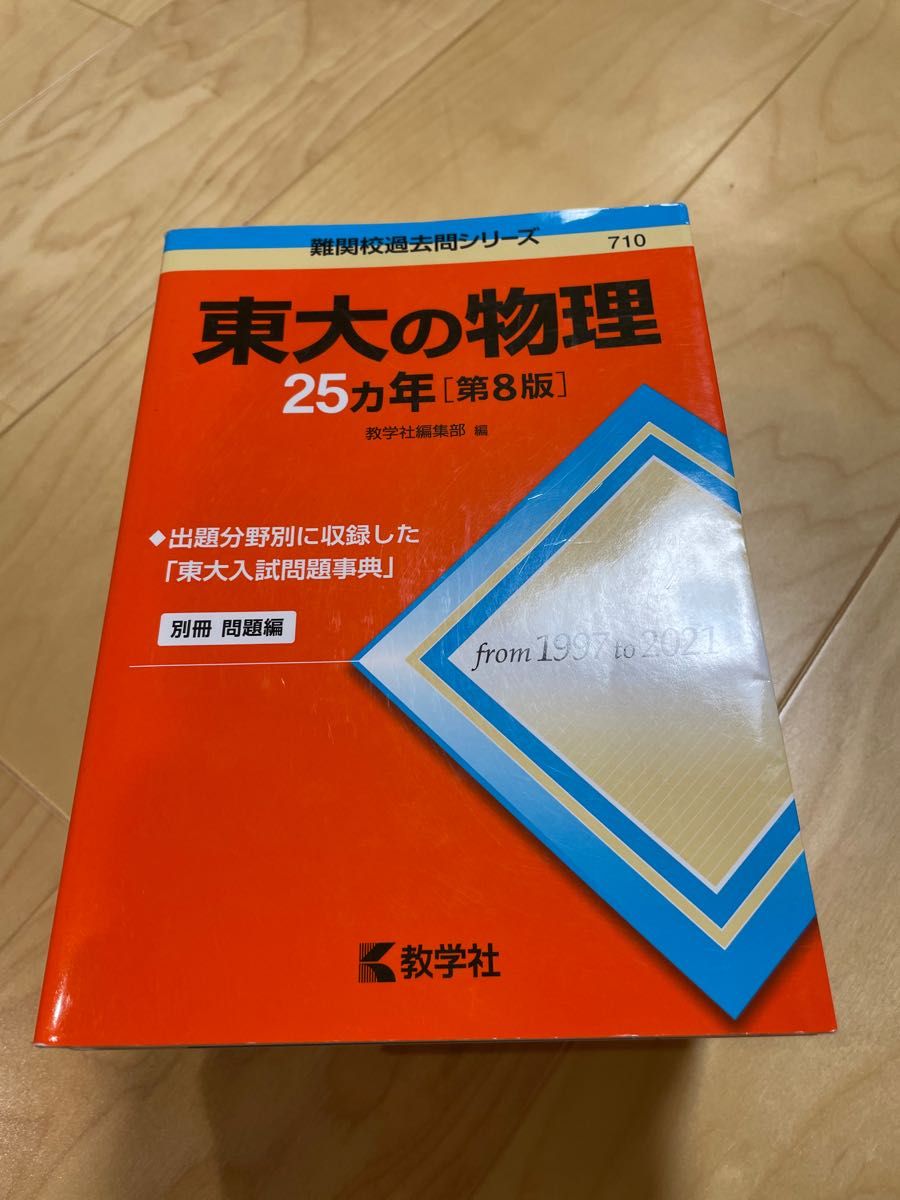 難関校過去問シリーズ 710
東大の物理
25カ年［第8版］
教学社編集部 編
◆出題分野別に収録した
「東大入試問題事典」
別冊 問題編
from 1997 to 2021
教学社